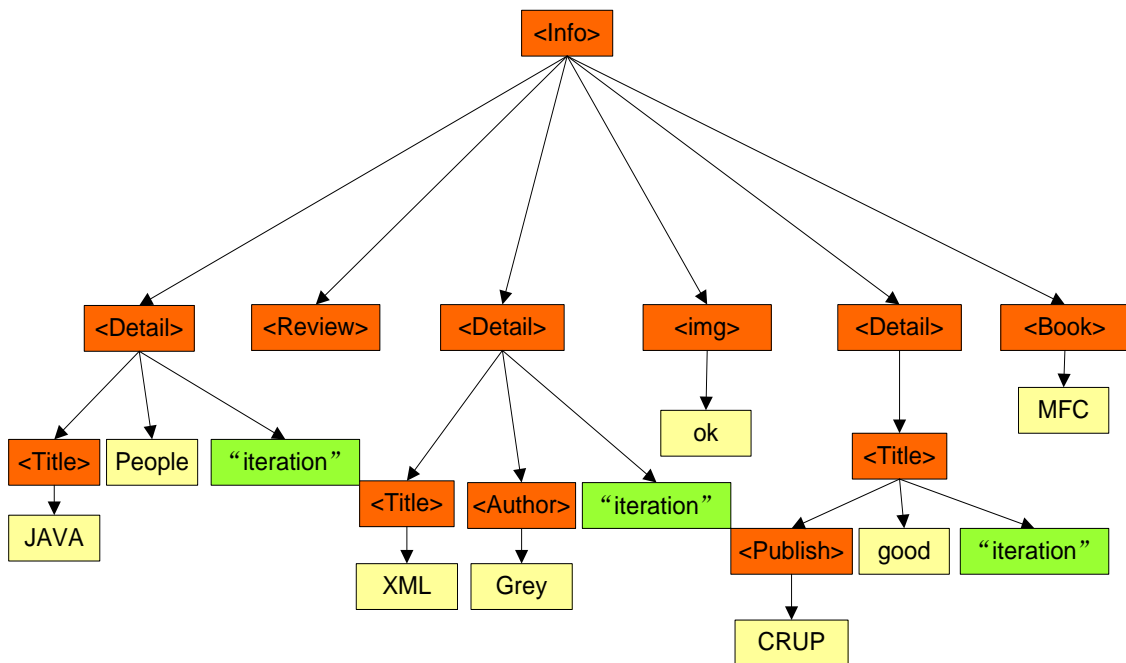 <Info>
<Detail>
<Review>
<Detail>
<img>
<Detail>
<Book>
MFC
ok
<Title>
People
“iteration”
<Title>
<Title>
<Author>
“iteration”
JAVA
<Publish>
good
“iteration”
XML
Grey
CRUP